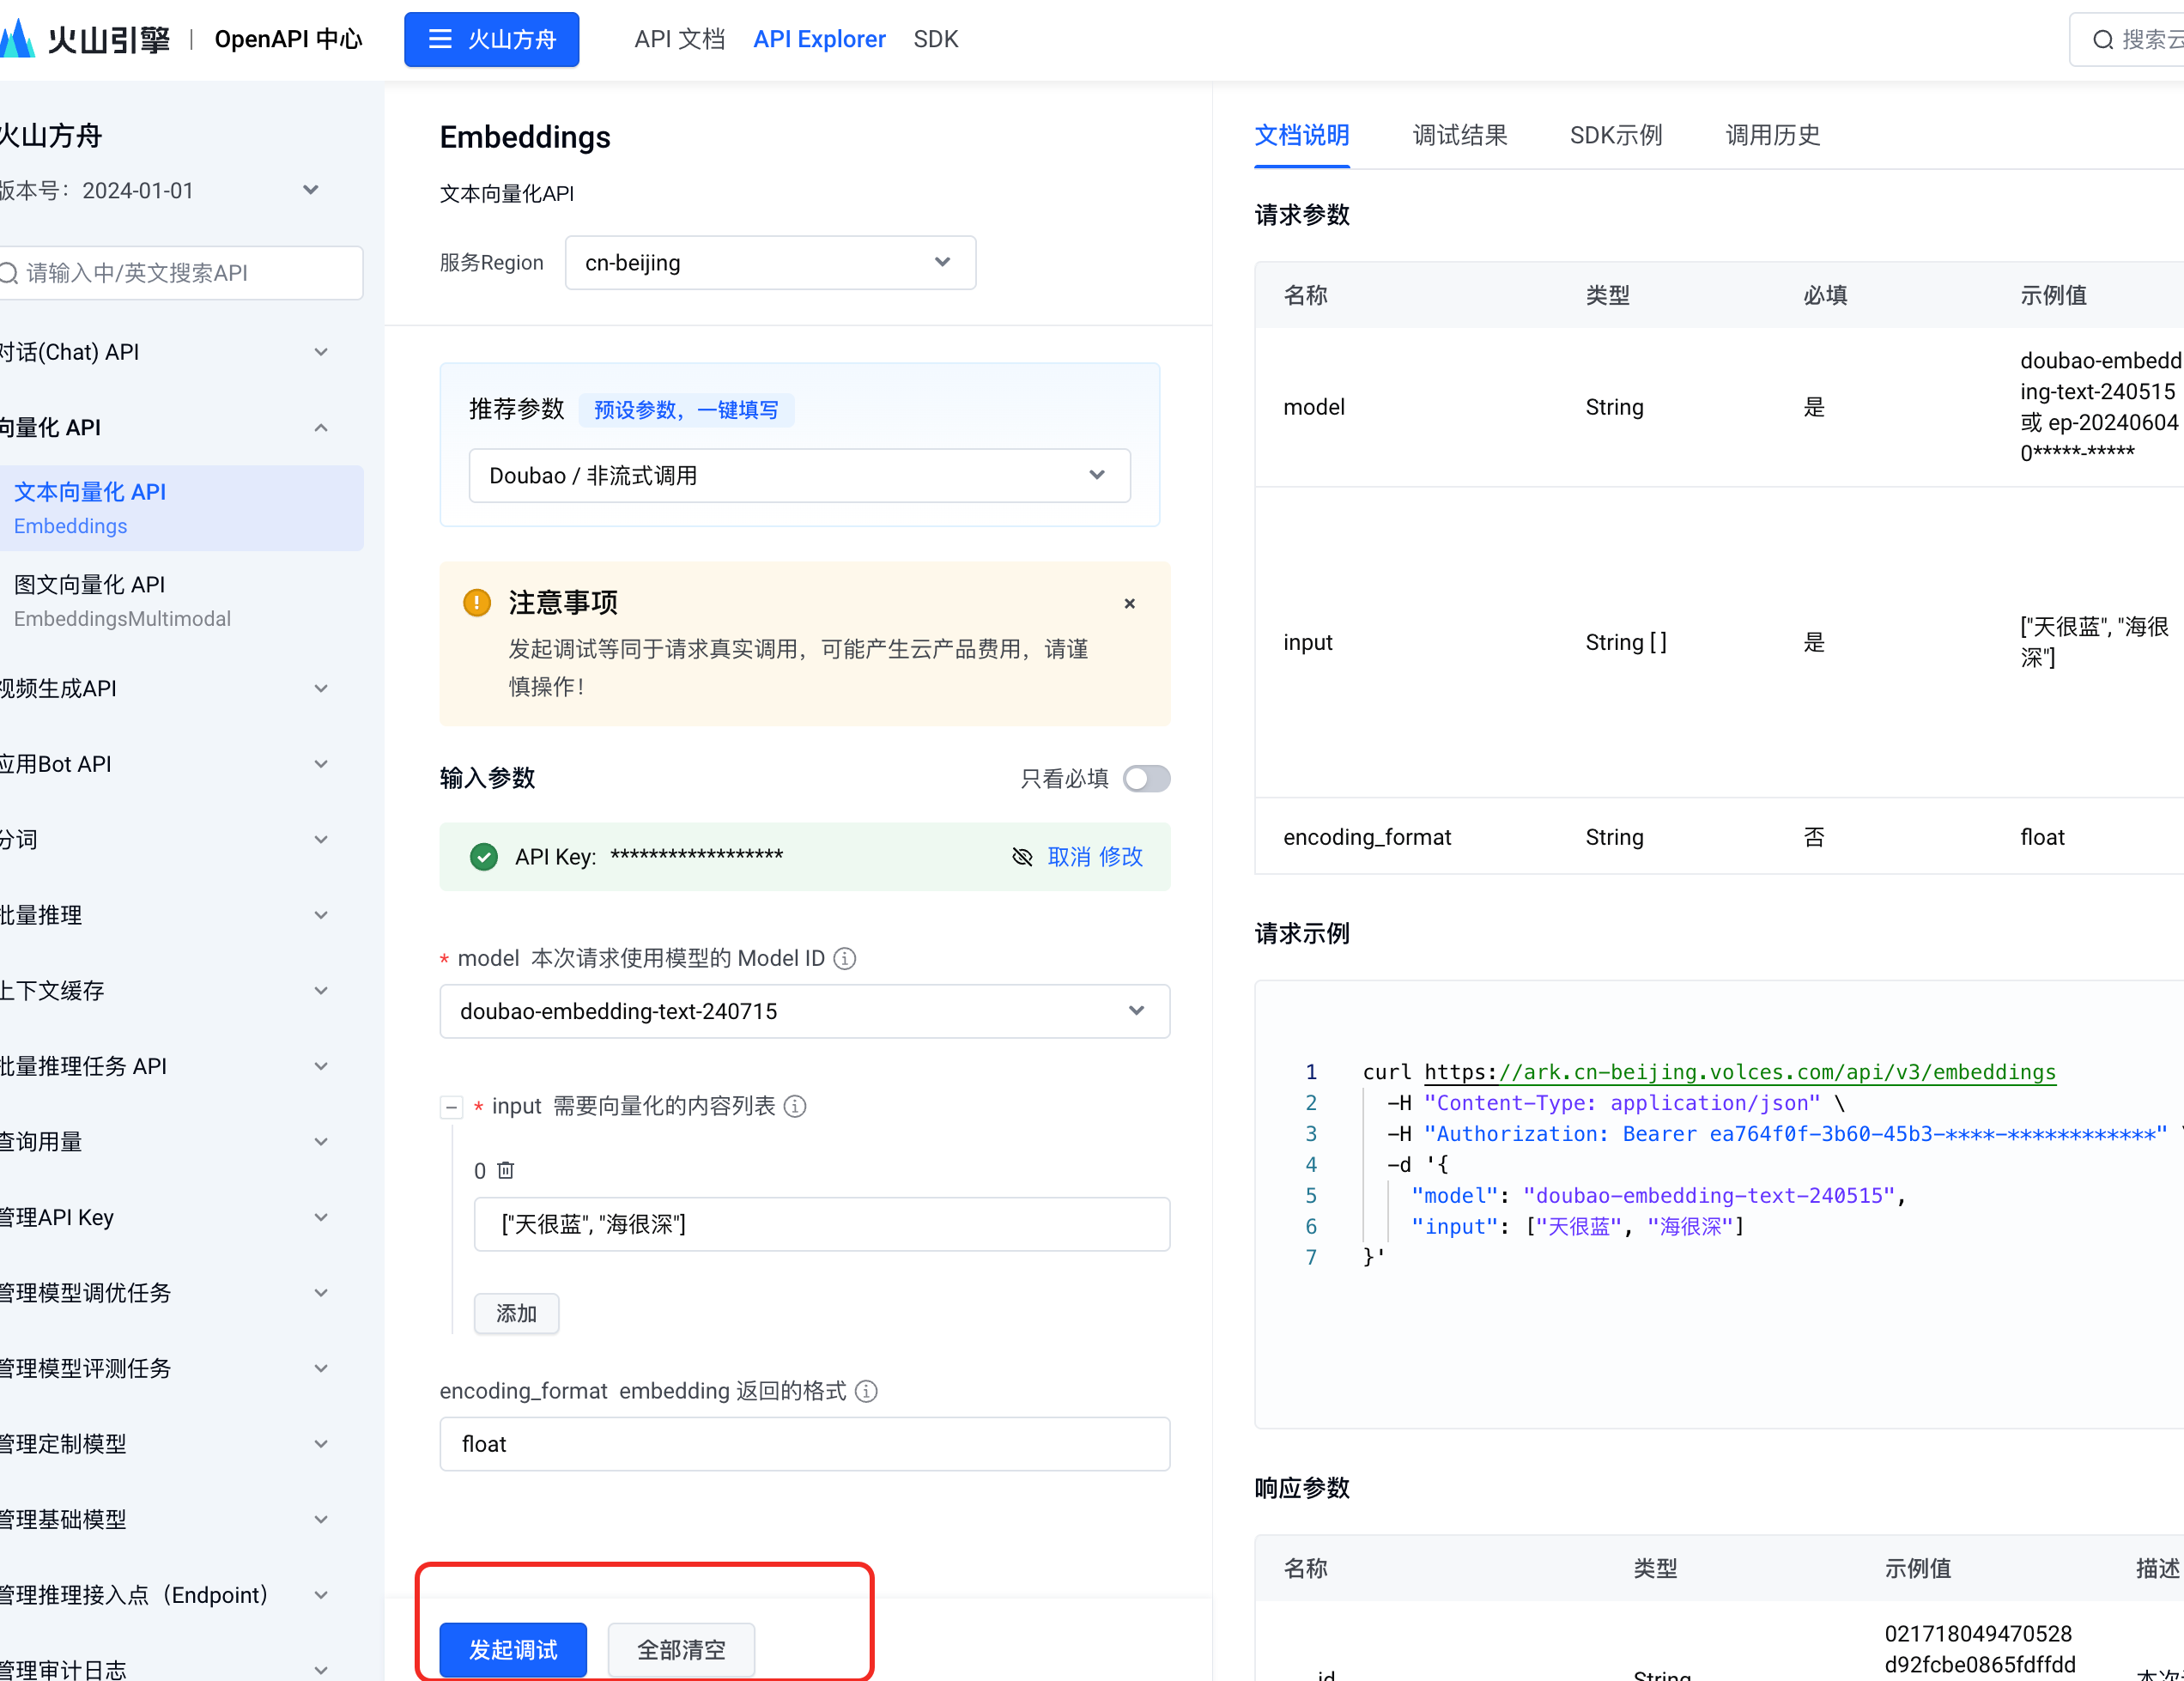 火山引擎 | OpenAPI 中心
火山方舟
API 文档
API Explorer
SDK
搜索云
火山方舟
版本号：2024-01-01
请输入中/英文搜索API
对话(Chat) API
向量化 API
文本向量化 API
Embeddings
图文向量化 API
EmbeddingsMultimodal
视频生成API
应用Bot API
分词
批量推理
上下文缓存
批量推理任务 API
查询用量
管理API Key
管理模型调优任务
管理模型评测任务
管理定制模型
管理基础模型
管理推理接入点（Endpoint）
管理审计日志
Embeddings
文本向量化API
服务Region
cn-beijing
推荐参数 预设参数，一键填写
Doubao / 非流式调用
注意事项
发起调试等同于请求真实调用，可能产生云产品费用，请谨
慎操作！
输入参数
只看必填
API Key: ******************
取消 修改
* model 本次请求使用模型的 Model ID
doubao-embedding-text-240715
* input 需要向量化的内容列表
0
["天很蓝", "海很深"]
添加
encoding_format embedding 返回的格式
float
发起调试
全部清空
文档说明
调试结果
SDK示例
调用历史
请求参数
名称 类型 必填 示例值
model String 是
doubao-embedd
ing-text-240515
或 ep-20240604
0*****-*****
input String [ ] 是
["天很蓝", "海很
深"]
encoding_format String 否 float
请求示例
1 curl https://ark.cn-beijing.volces.com/api/v3/embeddings
2 -H "Content-Type: application/json" \
3 -H "Authorization: Bearer ea764f0f-3b60-45b3-****-************" \
4 -d '{
5 "model": "doubao-embedding-text-240515",
6 "input": ["天很蓝", "海很深"]
7 }'
响应参数
名称 类型 示例值 描述
id String
021718049470528
d92fcbe0865fdffdd
本次